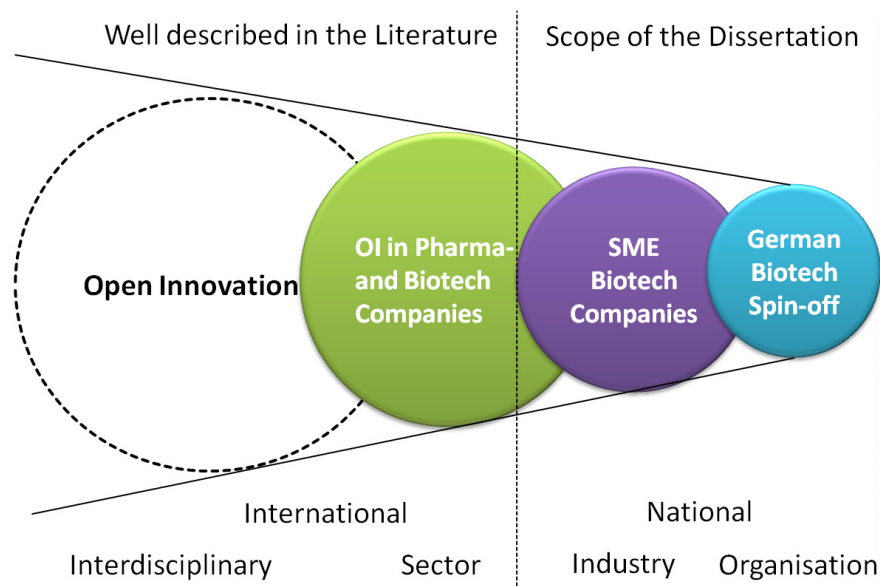 Well described in the Literature
Scope of the Dissertation
Open Innovation
OI in Pharma-
and Biotech
Companies
SME
Biotech
Companies
German
Biotech
Spin-off
International
National
Interdisciplinary
Sector
Industry
Organisation